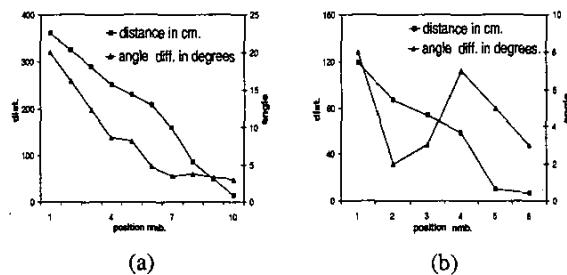 400
300
200
100
0
dist.
distance in cm.
angle diff. in degrees
25
20
15
10
5
0
angle
1 4 7 10
position nmb.
(a)
160
120
80
40
0
dist.
distance in cm.
angle diff. in degrees
10
8
6
4
2
0
angle
1 2 3 4 5 6
position nmb.
(b)